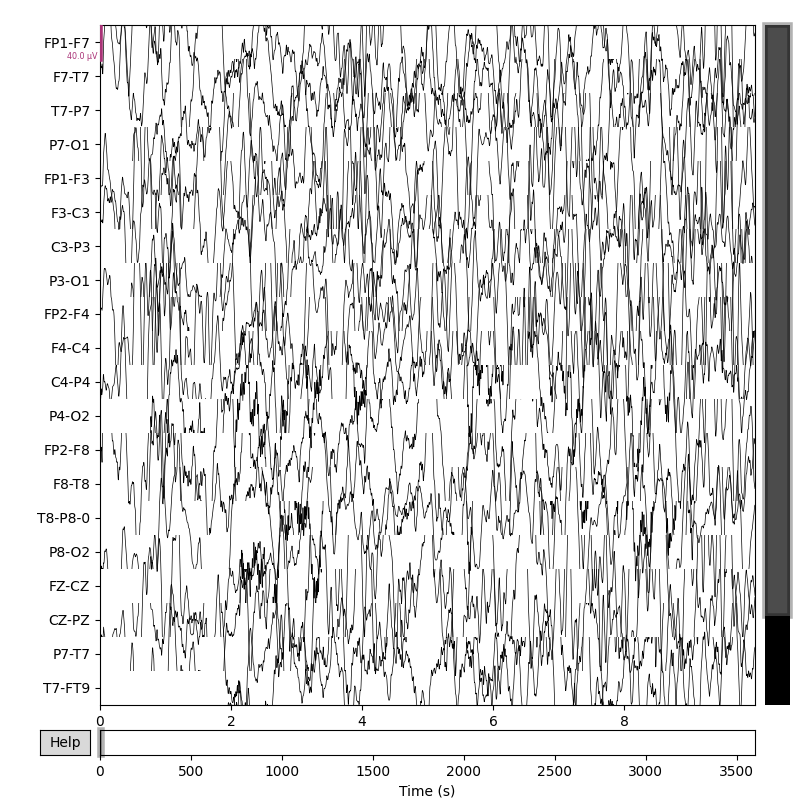 FP1-F7
40.0 µV
F7-T7
T7-P7
P7-O1
FP1-F3
F3-C3
C3-P3
P3-O1
FP2-F4
F4-C4
C4-P4
P4-O2
FP2-F8
F8-T8
T8-P8-0
P8-O2
FZ-CZ
CZ-PZ
P7-T7
T7-FT9
0 2 4 6 8
Help
0 500 1000 1500 2000 2500 3000 3500
Time (s)